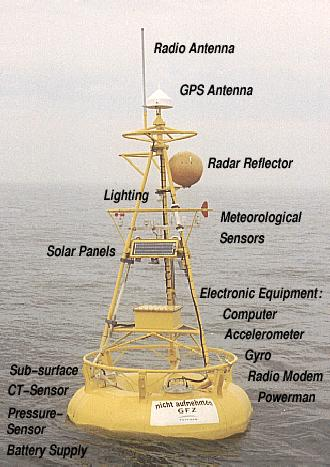 Radio Antenna
GPS Antenna
Radar Reflector
Lighting
Meteorological
Sensors
Solar Panels
Electronic Equipment:
Computer
Accelerometer
Gyro
Radio Modem
Powerman
Sub-surface
CT-Sensor
Pressure-
Sensor
Battery Supply
nicht aufnehmen
GFZ